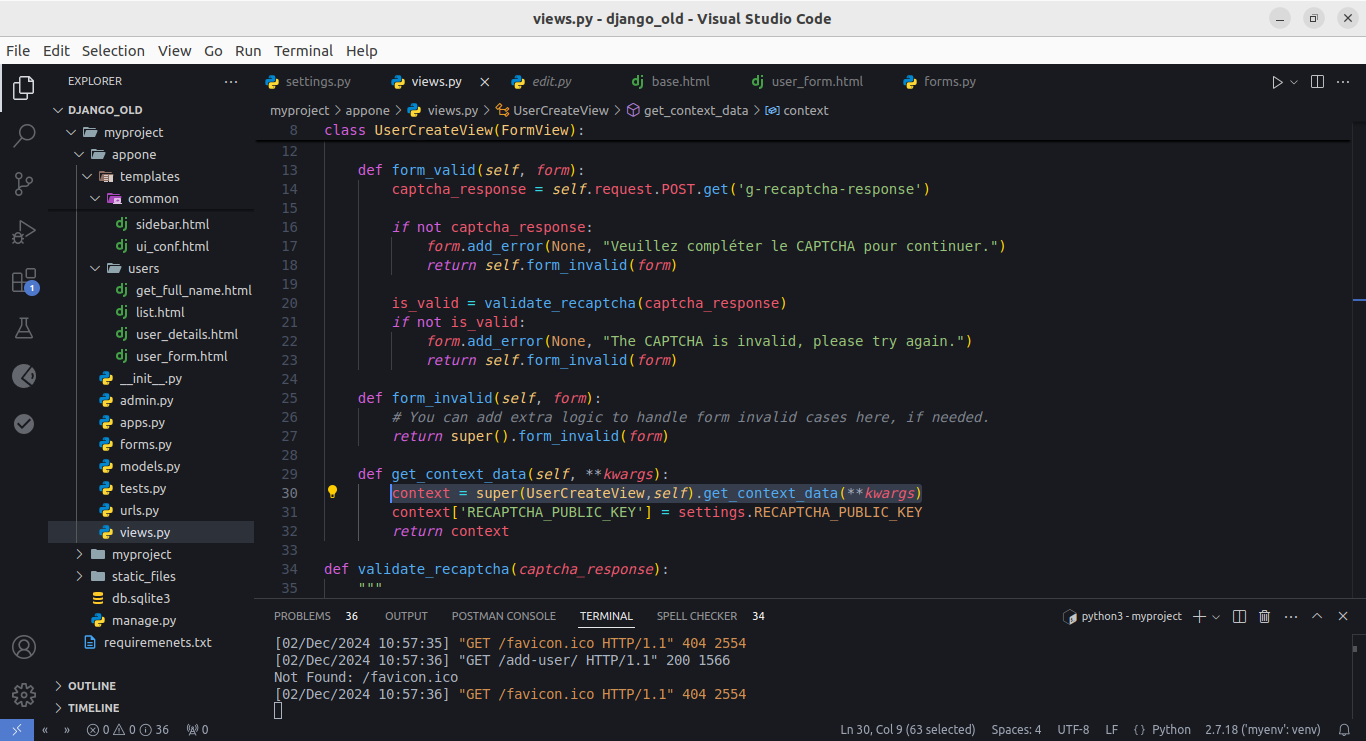 views.py - django_old - Visual Studio Code
File Edit Selection View Go Run Terminal Help
EXPLORER
settings.py views.py edit.py base.html user_form.html forms.py
DJANGO_OLD
myproject
appone
templates
common
sidebar.html
ui_conf.html
users
get_full_name.html
list.html
user_details.html
user_form.html
__init__.py
admin.py
apps.py
forms.py
models.py
tests.py
urls.py
views.py
myproject
static_files
db.sqlite3
manage.py
requiremenets.txt
OUTLINE
TIMELINE
1
myproject > appone > views.py > UserCreateView > get_context_data > context
8 class UserCreateView(FormView):
12
13 def form_valid(self, form):
14 captcha_response = self.request.POST.get('g-recaptcha-response')
15
16 if not captcha_response:
17 form.add_error(None, "Veuillez compléter le CAPTCHA pour continuer.")
18 return self.form_invalid(form)
19
20 is_valid = validate_recaptcha(captcha_response)
21 if not is_valid:
22 form.add_error(None, "The CAPTCHA is invalid, please try again.")
23 return self.form_invalid(form)
24
25 def form_invalid(self, form):
26 # You can add extra logic to handle form invalid cases here, if needed.
27 return super().form_invalid(form)
28
29 def get_context_data(self, **kwargs):
30 context = super(UserCreateView,self).get_context_data(**kwargs)
31 context['RECAPTCHA_PUBLIC_KEY'] = settings.RECAPTCHA_PUBLIC_KEY
32 return context
33
34 def validate_recaptcha(captcha_response):
35 """
PROBLEMS 36 OUTPUT POSTMAN CONSOLE TERMINAL SPELL CHECKER 34 python3 - myproject
[02/Dec/2024 10:57:35] "GET /favicon.ico HTTP/1.1" 404 2554
[02/Dec/2024 10:57:36] "GET /add-user/ HTTP/1.1" 200 1566
Not Found: /favicon.ico
[02/Dec/2024 10:57:36] "GET /favicon.ico HTTP/1.1" 404 2554
« » 0 0 36 0 Ln 30, Col 9 (63 selected) Spaces: 4 UTF-8 LF {} Python 2.7.18 ('myenv': venv)